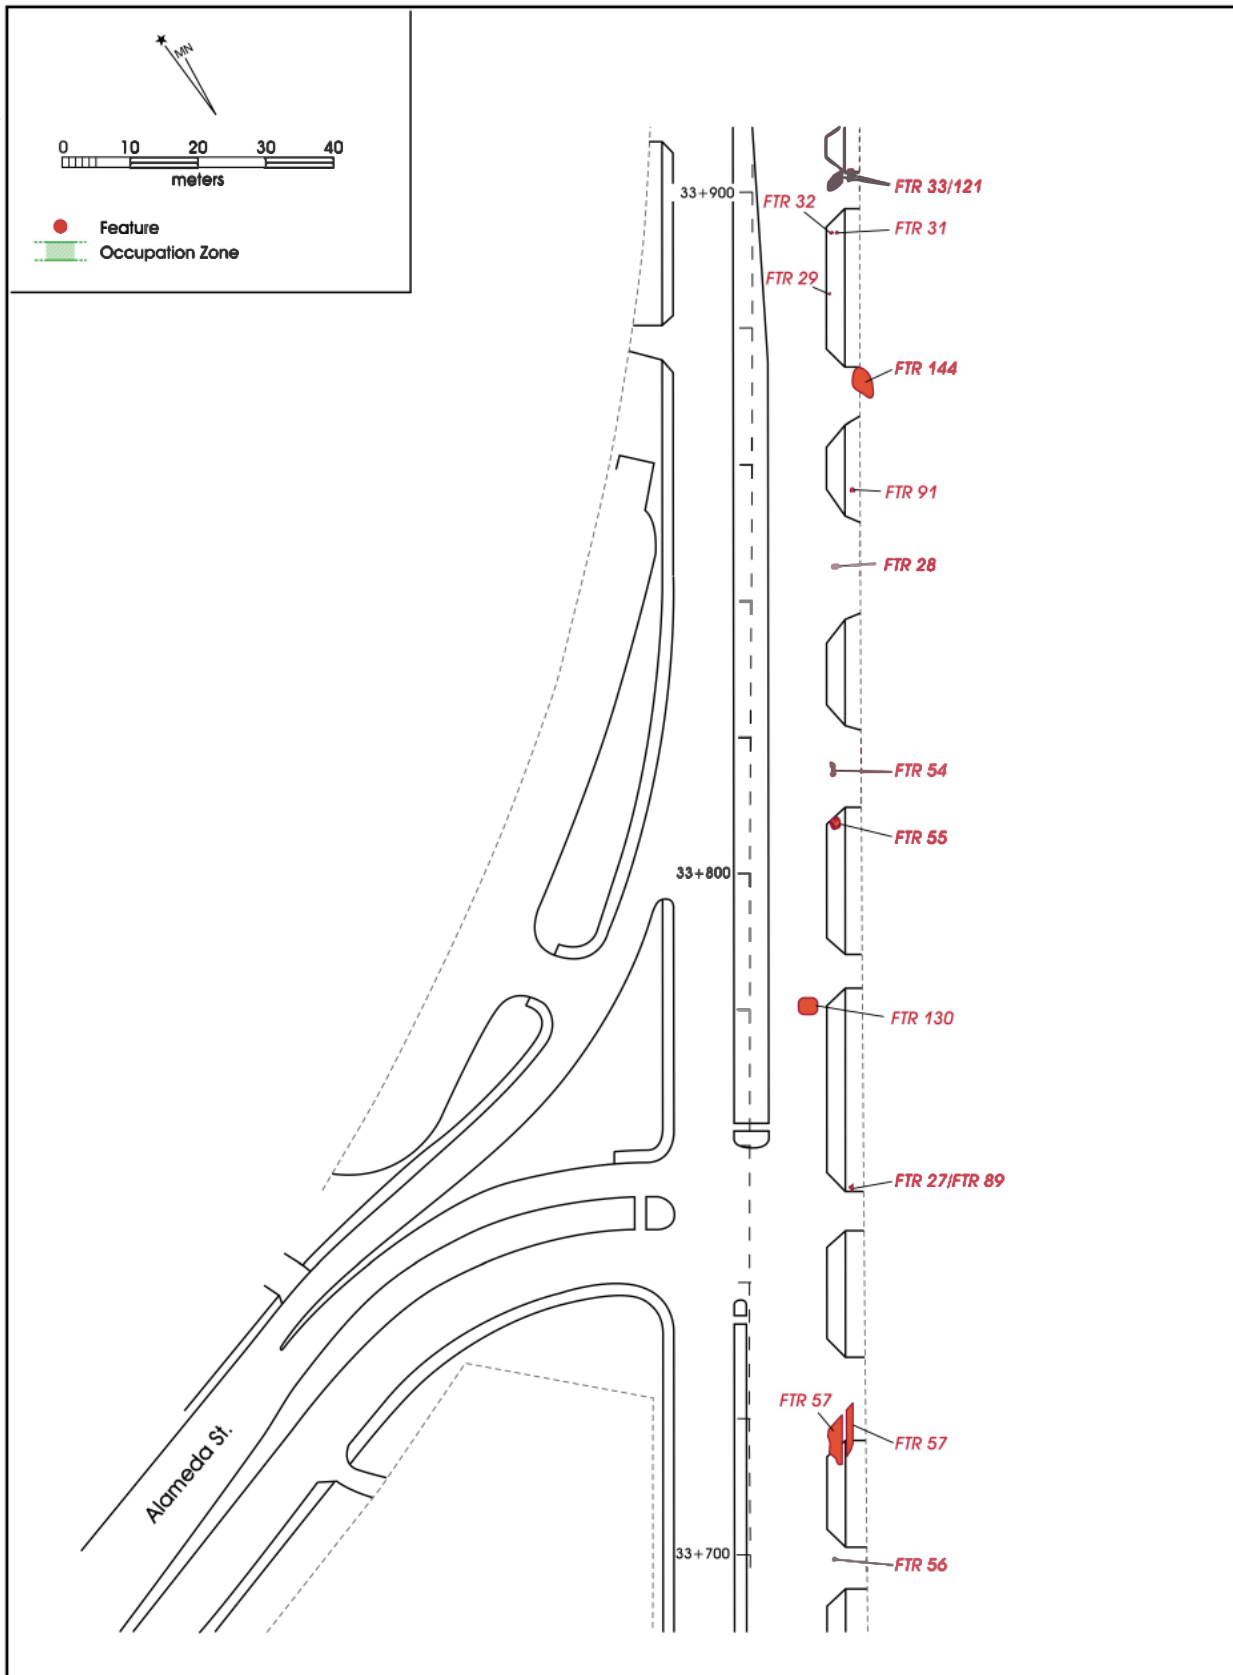 MN
0 10 20 30 40
meters
Feature
Occupation Zone
33+900
FTR 33/121
FTR 32
FTR 31
FTR 29
FTR 144
FTR 91
FTR 28
FTR 54
FTR 55
33+800
FTR 130
FTR 27/FTR 89
FTR 57
FTR 57
Alameda St.
33+700
FTR 56